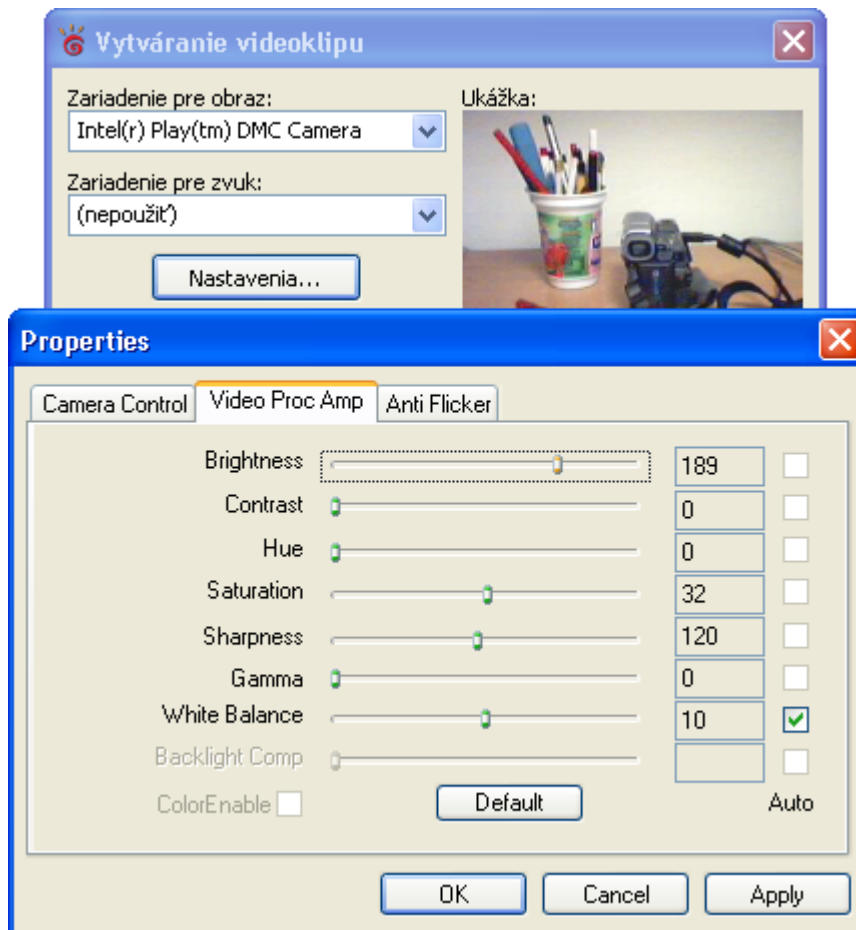 Vytváranie videoklipu
Zariadenie pre obraz:
Ukážka:
Intel(r) Play(tm) DMC Camera
Zariadenie pre zvuk:
(nepoužiť)
Nastavenia...
Properties
Camera Control Video Proc Amp Anti Flicker
Brightness 189
Contrast 0
Hue 0
Saturation 32
Sharpness 120
Gamma 0
White Balance 10
Backlight Comp
ColorEnable Default Auto
OK Cancel Apply